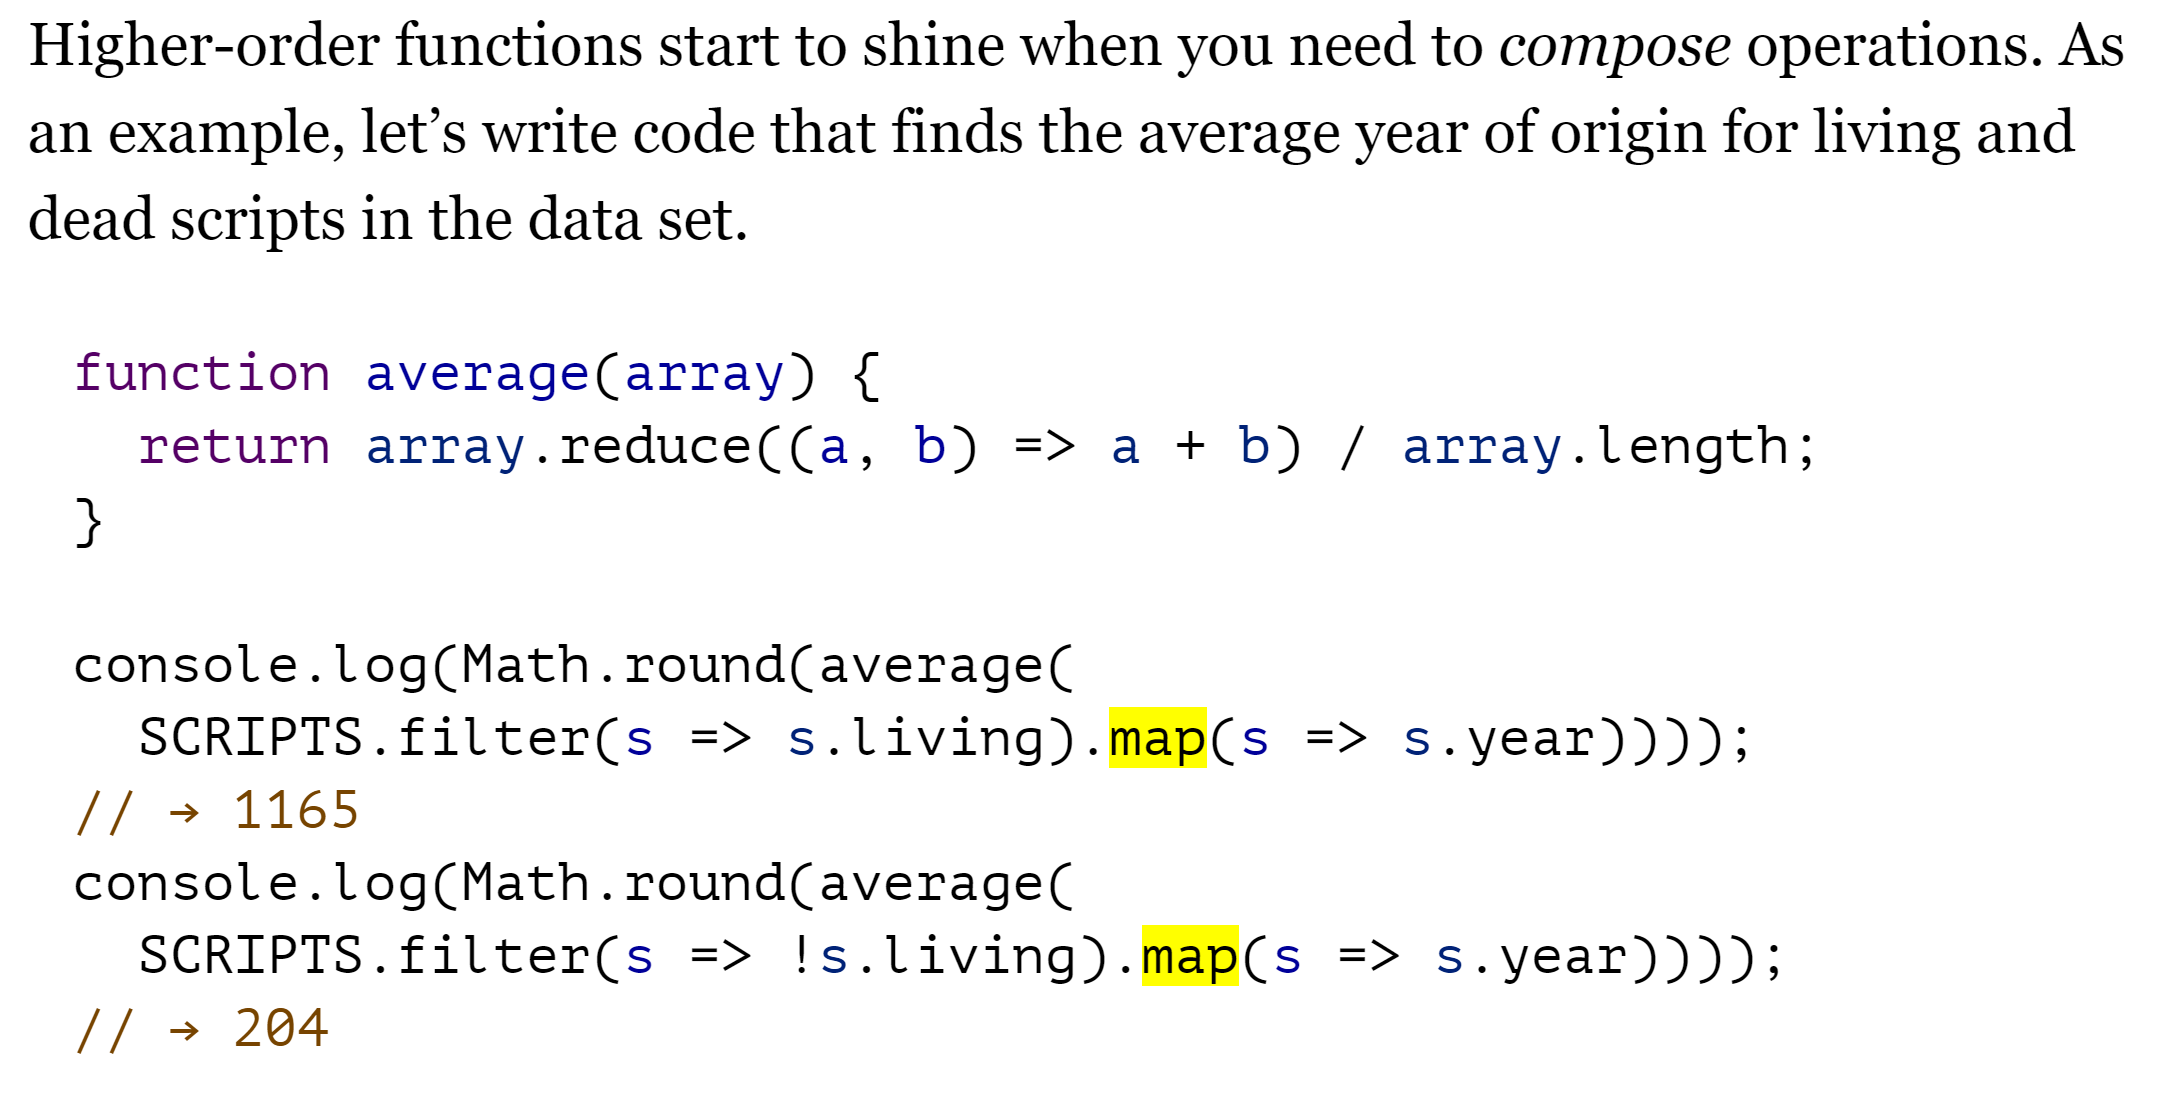 Higher-order functions start to shine when you need to compose operations. As
an example, let’s write code that finds the average year of origin for living and
dead scripts in the data set.
function average(array) {
  return array.reduce((a, b) => a + b) / array.length;
}
console.log(Math.round(average(
  SCRIPTS.filter(s => s.living).map(s => s.year))));
// → 1165
console.log(Math.round(average(
  SCRIPTS.filter(s => !s.living).map(s => s.year))));
// → 204